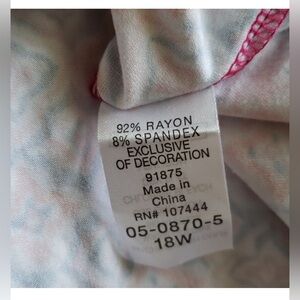 92% RAYON
8% SPANDEX
EXCLUSIVE
OF DECORATION
91875
Made in
China
RN# 107444
05-0870-5
18W